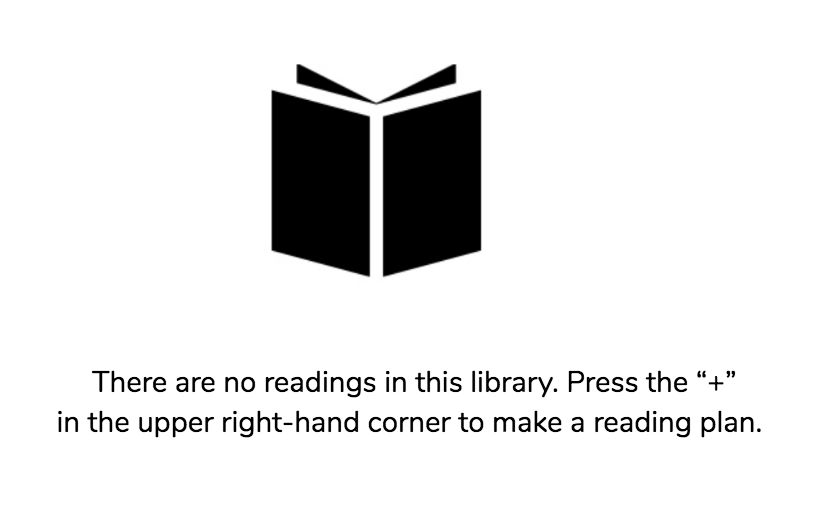 There are no readings in this library. Press the “+”
in the upper right-hand corner to make a reading plan.